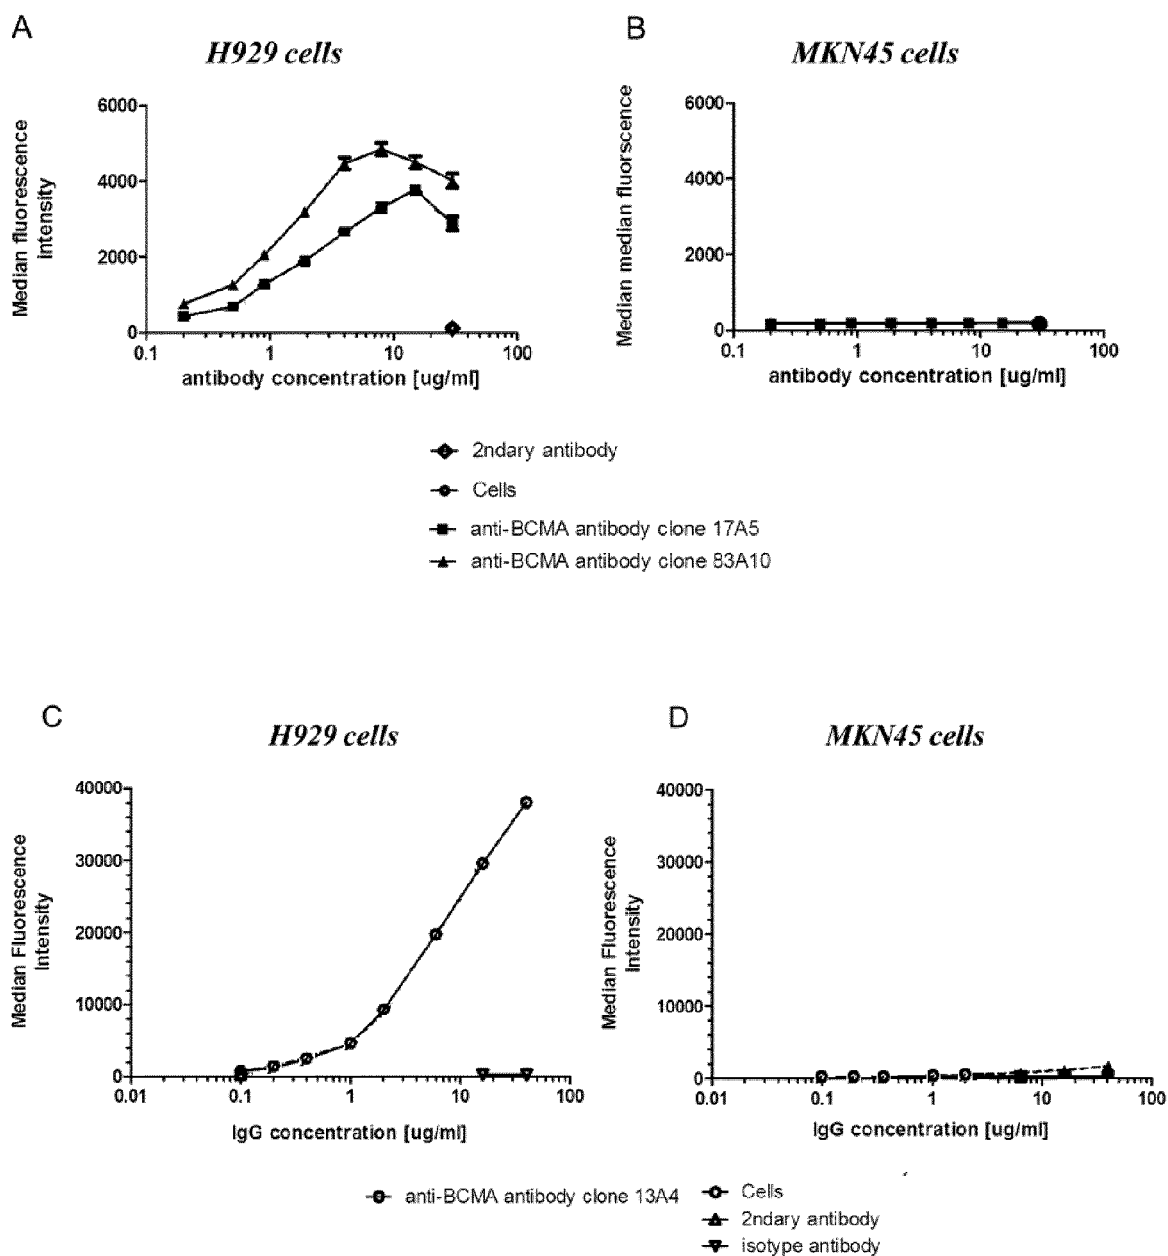 A
H929 cells
B
MKN45 cells
Median fluorescence
intensity
6000
4000
2000
0
0.1
1
10
100
antibody concentration [ug/ml]
Median median fluorscence
6000
4000
2000
0
0.1
1
10
100
antibody concentration [ug/ml]
2ndary antibody
Cells
anti-BCMA antibody clone 17A5
anti-BCMA antibody clone 83A10
C
H929 cells
D
MKN45 cells
Median Fluorescence
Intensity
40000
30000
20000
10000
0
0.01
0.1
1
10
100
IgG concentration [ug/ml]
Median Fluorescence
Intensity
40000
30000
20000
10000
0
0.01
0.1
1
10
100
IgG concentration [ug/ml]
anti-BCMA antibody clone 13A4
Cells
2ndary antibody
isotype antibody